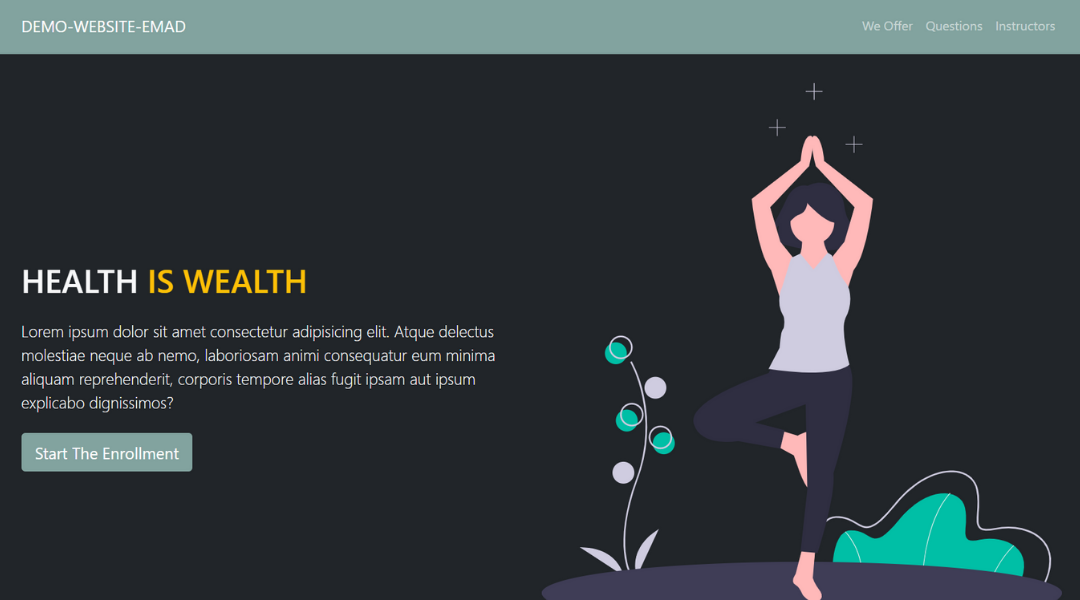 DEMO-WEBSITE-EMAD
We Offer Questions Instructors
HEALTH IS WEALTH
Lorem ipsum dolor sit amet consectetur adipisicing elit. Atque delectus
molestiae neque ab nemo, laboriosam animi consequatur eum minima
aliquam reprehenderit, corporis tempore alias fugit ipsam aut ipsum
explicabo dignissimos?
Start The Enrollment